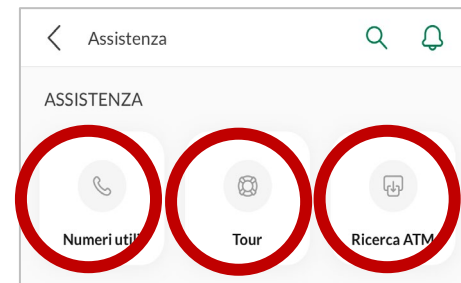 Assistenza
ASSISTENZA
Numeri utili
Tour
Ricerca ATM